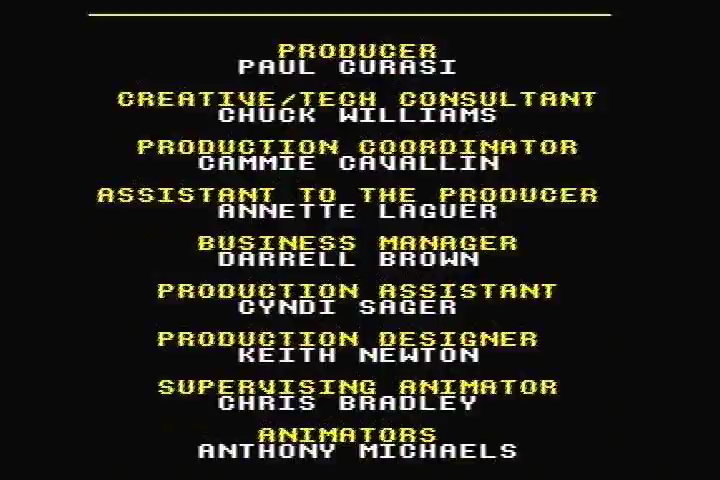 PRODUCER
PAUL CURASI
CREATIVE/TECH CONSULTANT
CHUCK WILLIAMS
PRODUCTION COORDINATOR
CAMMIE CAVALLIN
ASSISTANT TO THE PRODUCER
ANNETTE LAGUER
BUSINESS MANAGER
DARRELL BROWN
PRODUCTION ASSISTANT
CYNDI SAGER
PRODUCTION DESIGNER
KEITH NEWTON
SUPERVISING ANIMATOR
CHRIS BRADLEY
ANIMATORS
ANTHONY MICHAELS